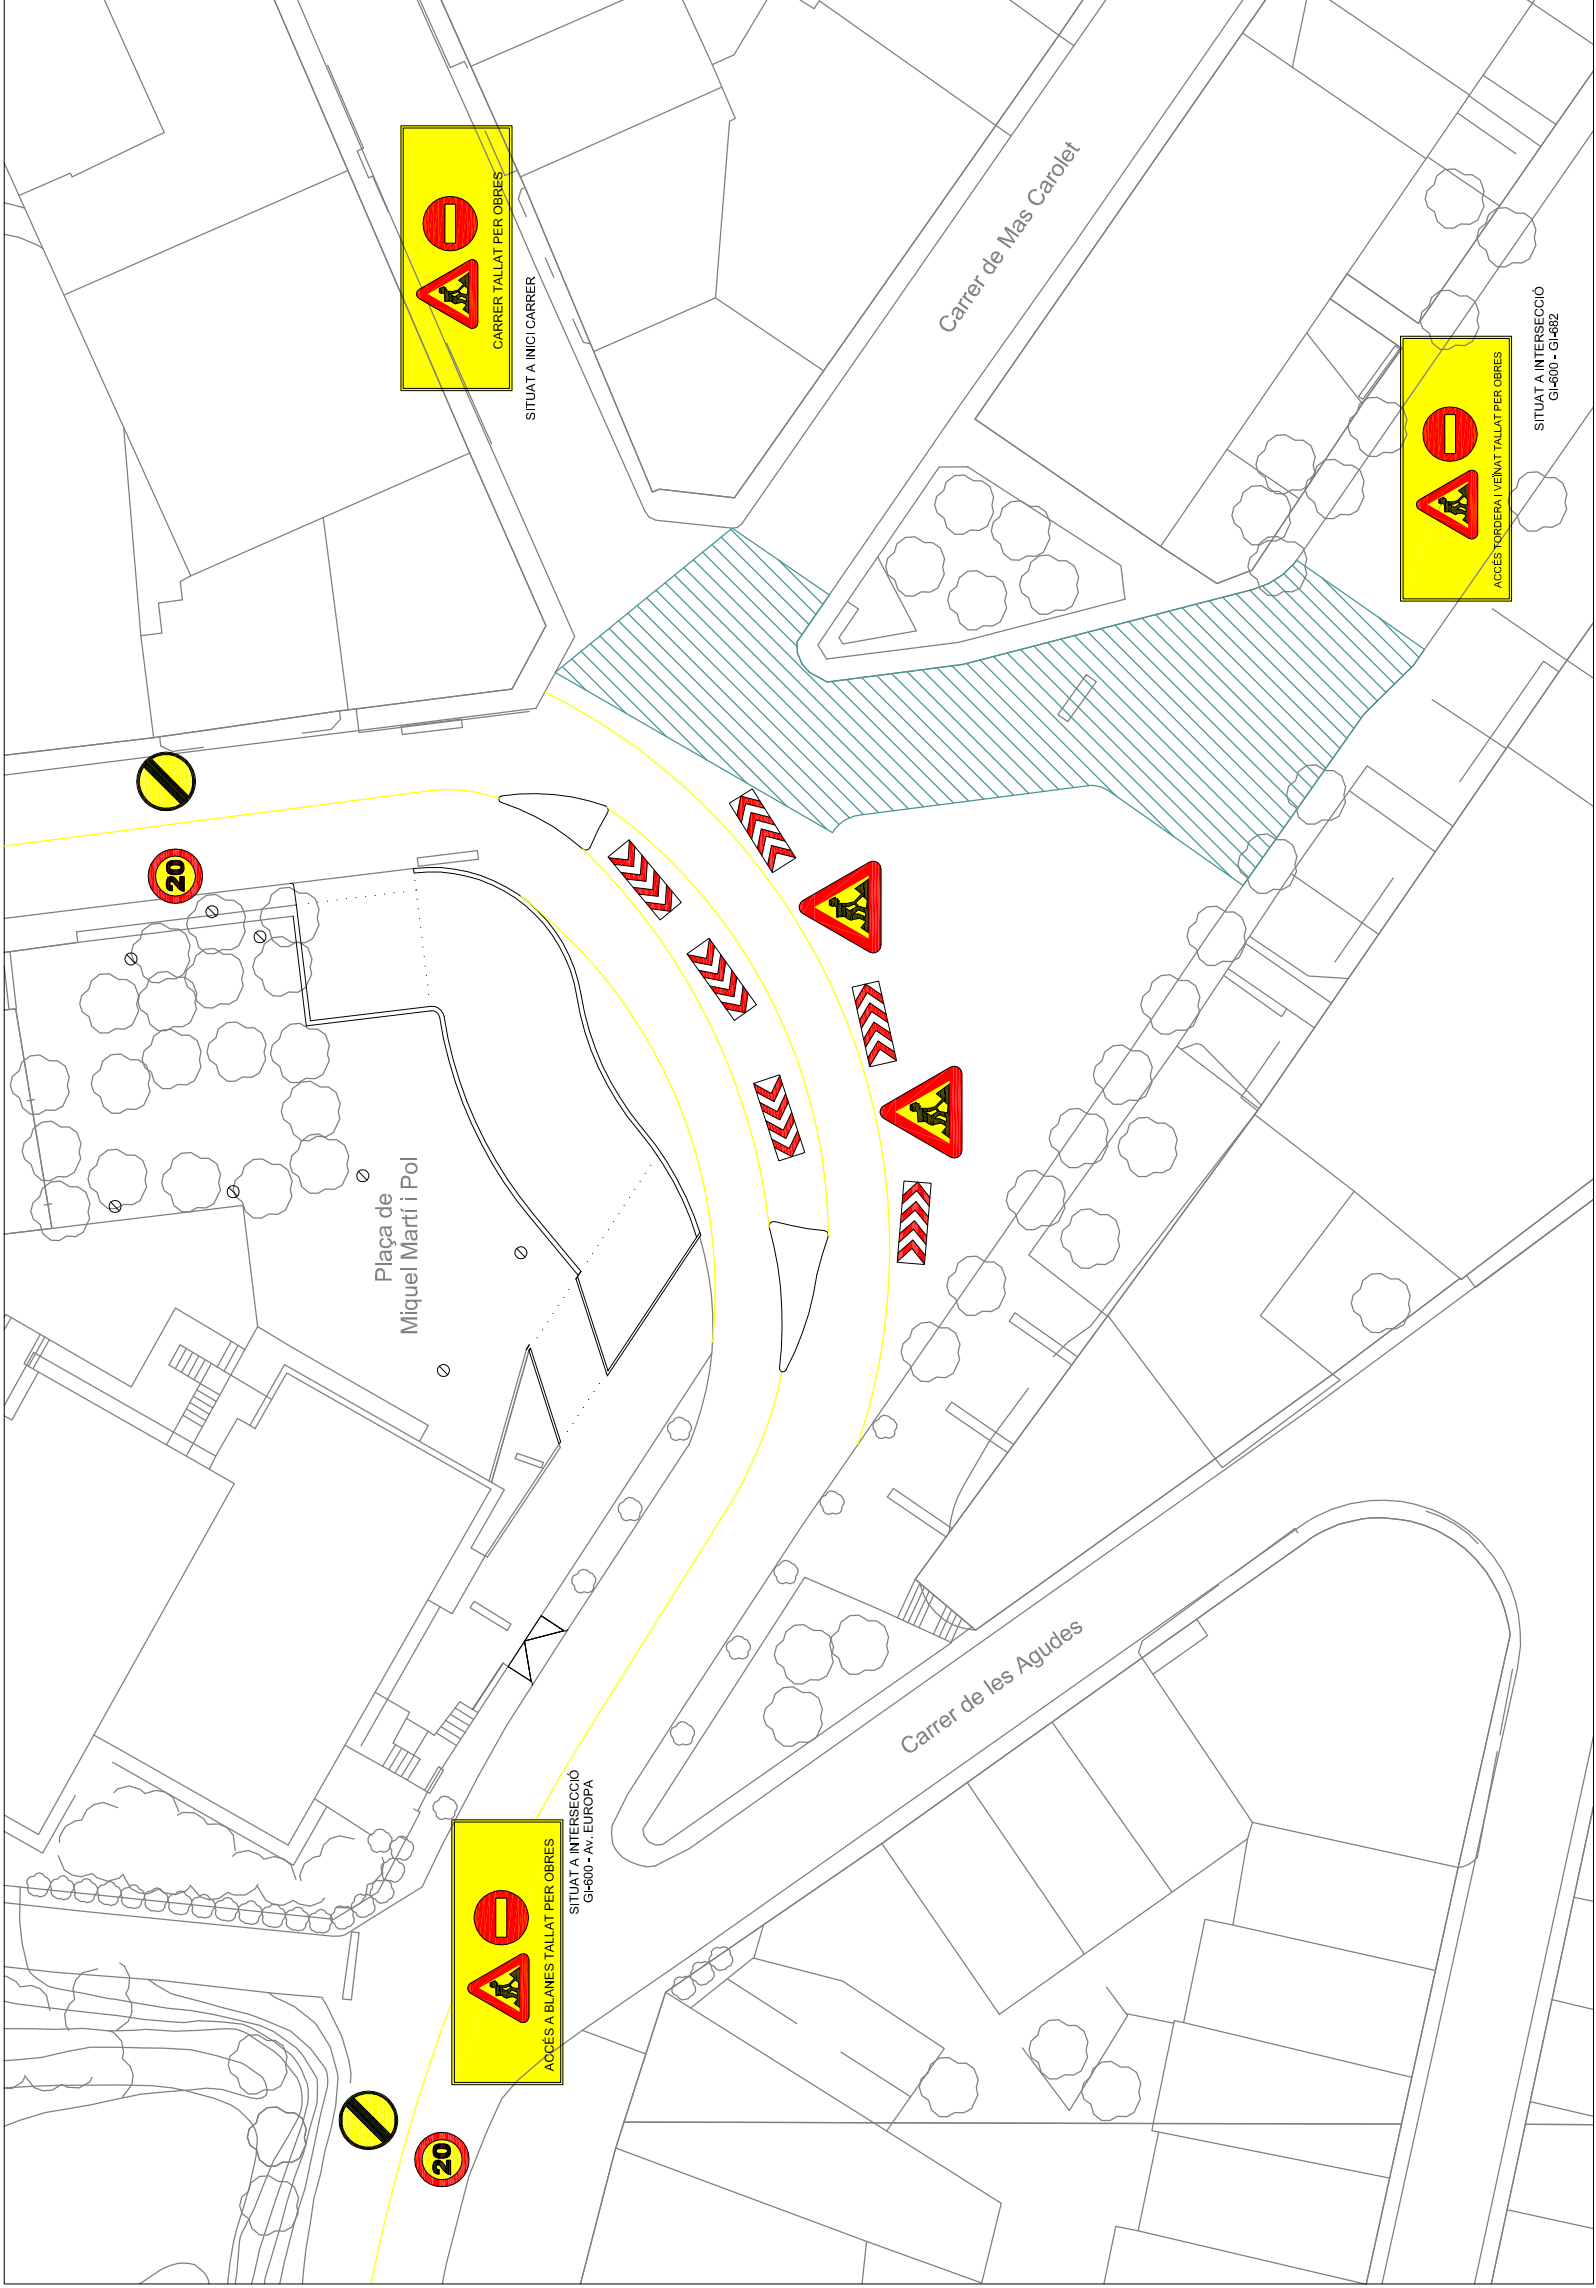 CARRER TALLAT PER OBRES
SITUAT A INICI CARRER
Carrer de Mas Carolet
ACCÉS TORDERA I VEÏNAT TALLAT PER OBRES
SITUAT A INTERSECCIÓ
GI-600 - GI-682
20
Plaça de
Miquel Martí i Pol
Carrer de les Agudes
ACCÉS A BLANES TALLAT PER OBRES
SITUAT A INTERSECCIÓ
GI-600 - Av. EUROPA
20